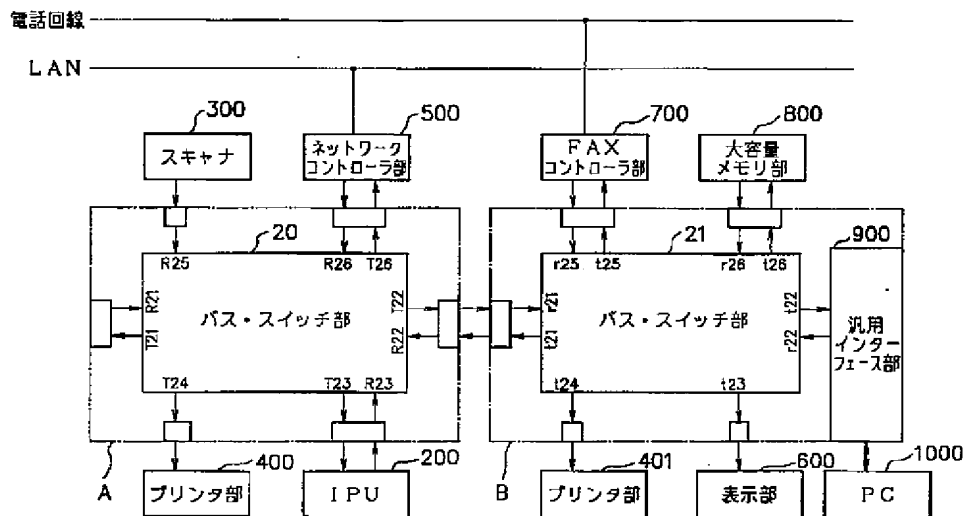 電話回線
LAN
300
500
700
800
スキャナ
ネットワーク
コントローラ部
FAX
コントローラ部
大容量
メモリ部
20
21
900
R25
R26
T26
r25
t25
r26
t26
R21
T21
バス・スイッチ部
T22
R22
r21
t21
バス・スイッチ部
t22
r22
汎用
インター
フェース部
T24
T23
R23
t24
t23
A
400
200
B
401
600
1000
プリンタ部
IPU
プリンタ部
表示部
PC